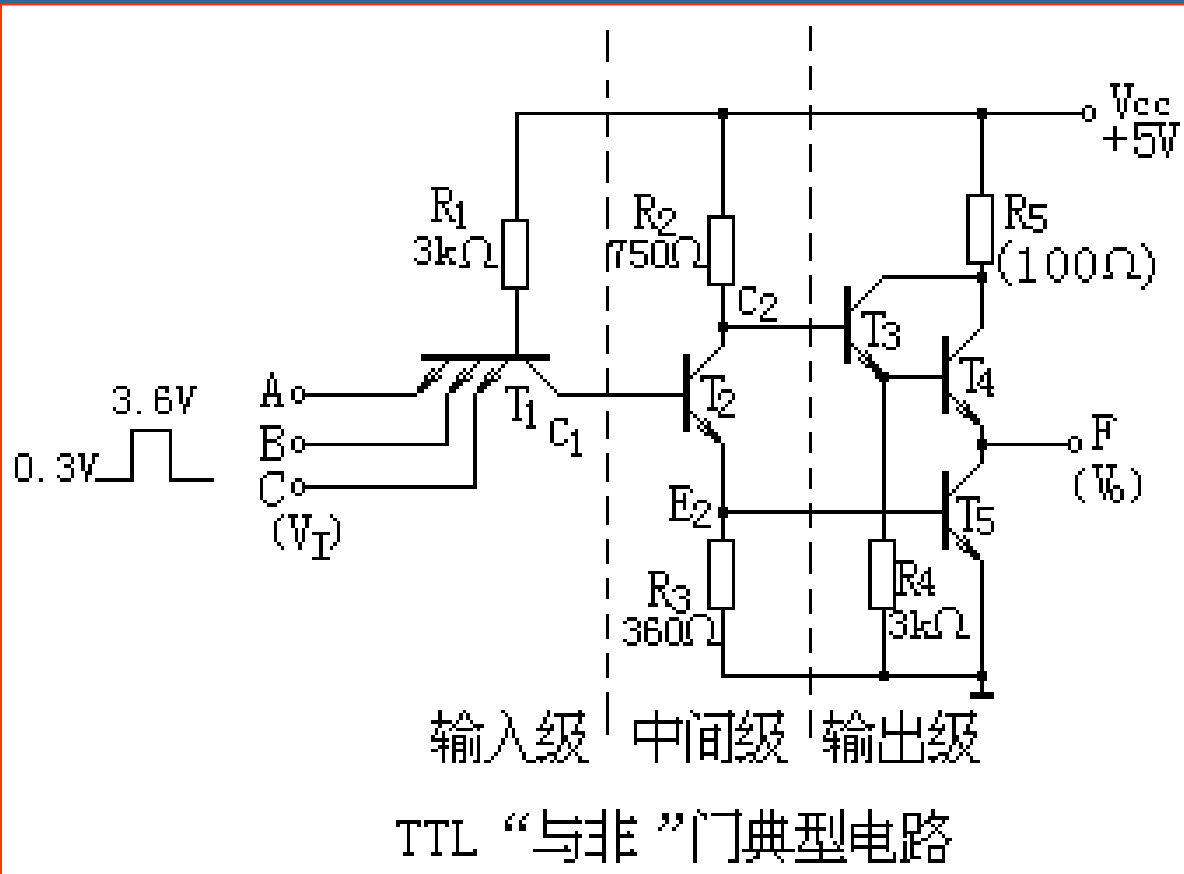 Vcc
+5V
R1
3kΩ
R2
750Ω
R5
(100Ω)
C2
T3
T4
A
3.6V
T1
C1
T2
B
0.3V
C
(VI)
F
(V0)
E2
T5
R3
360Ω
R4
3kΩ
输入级
中间级
输出级
TTL“与非”门典型电路